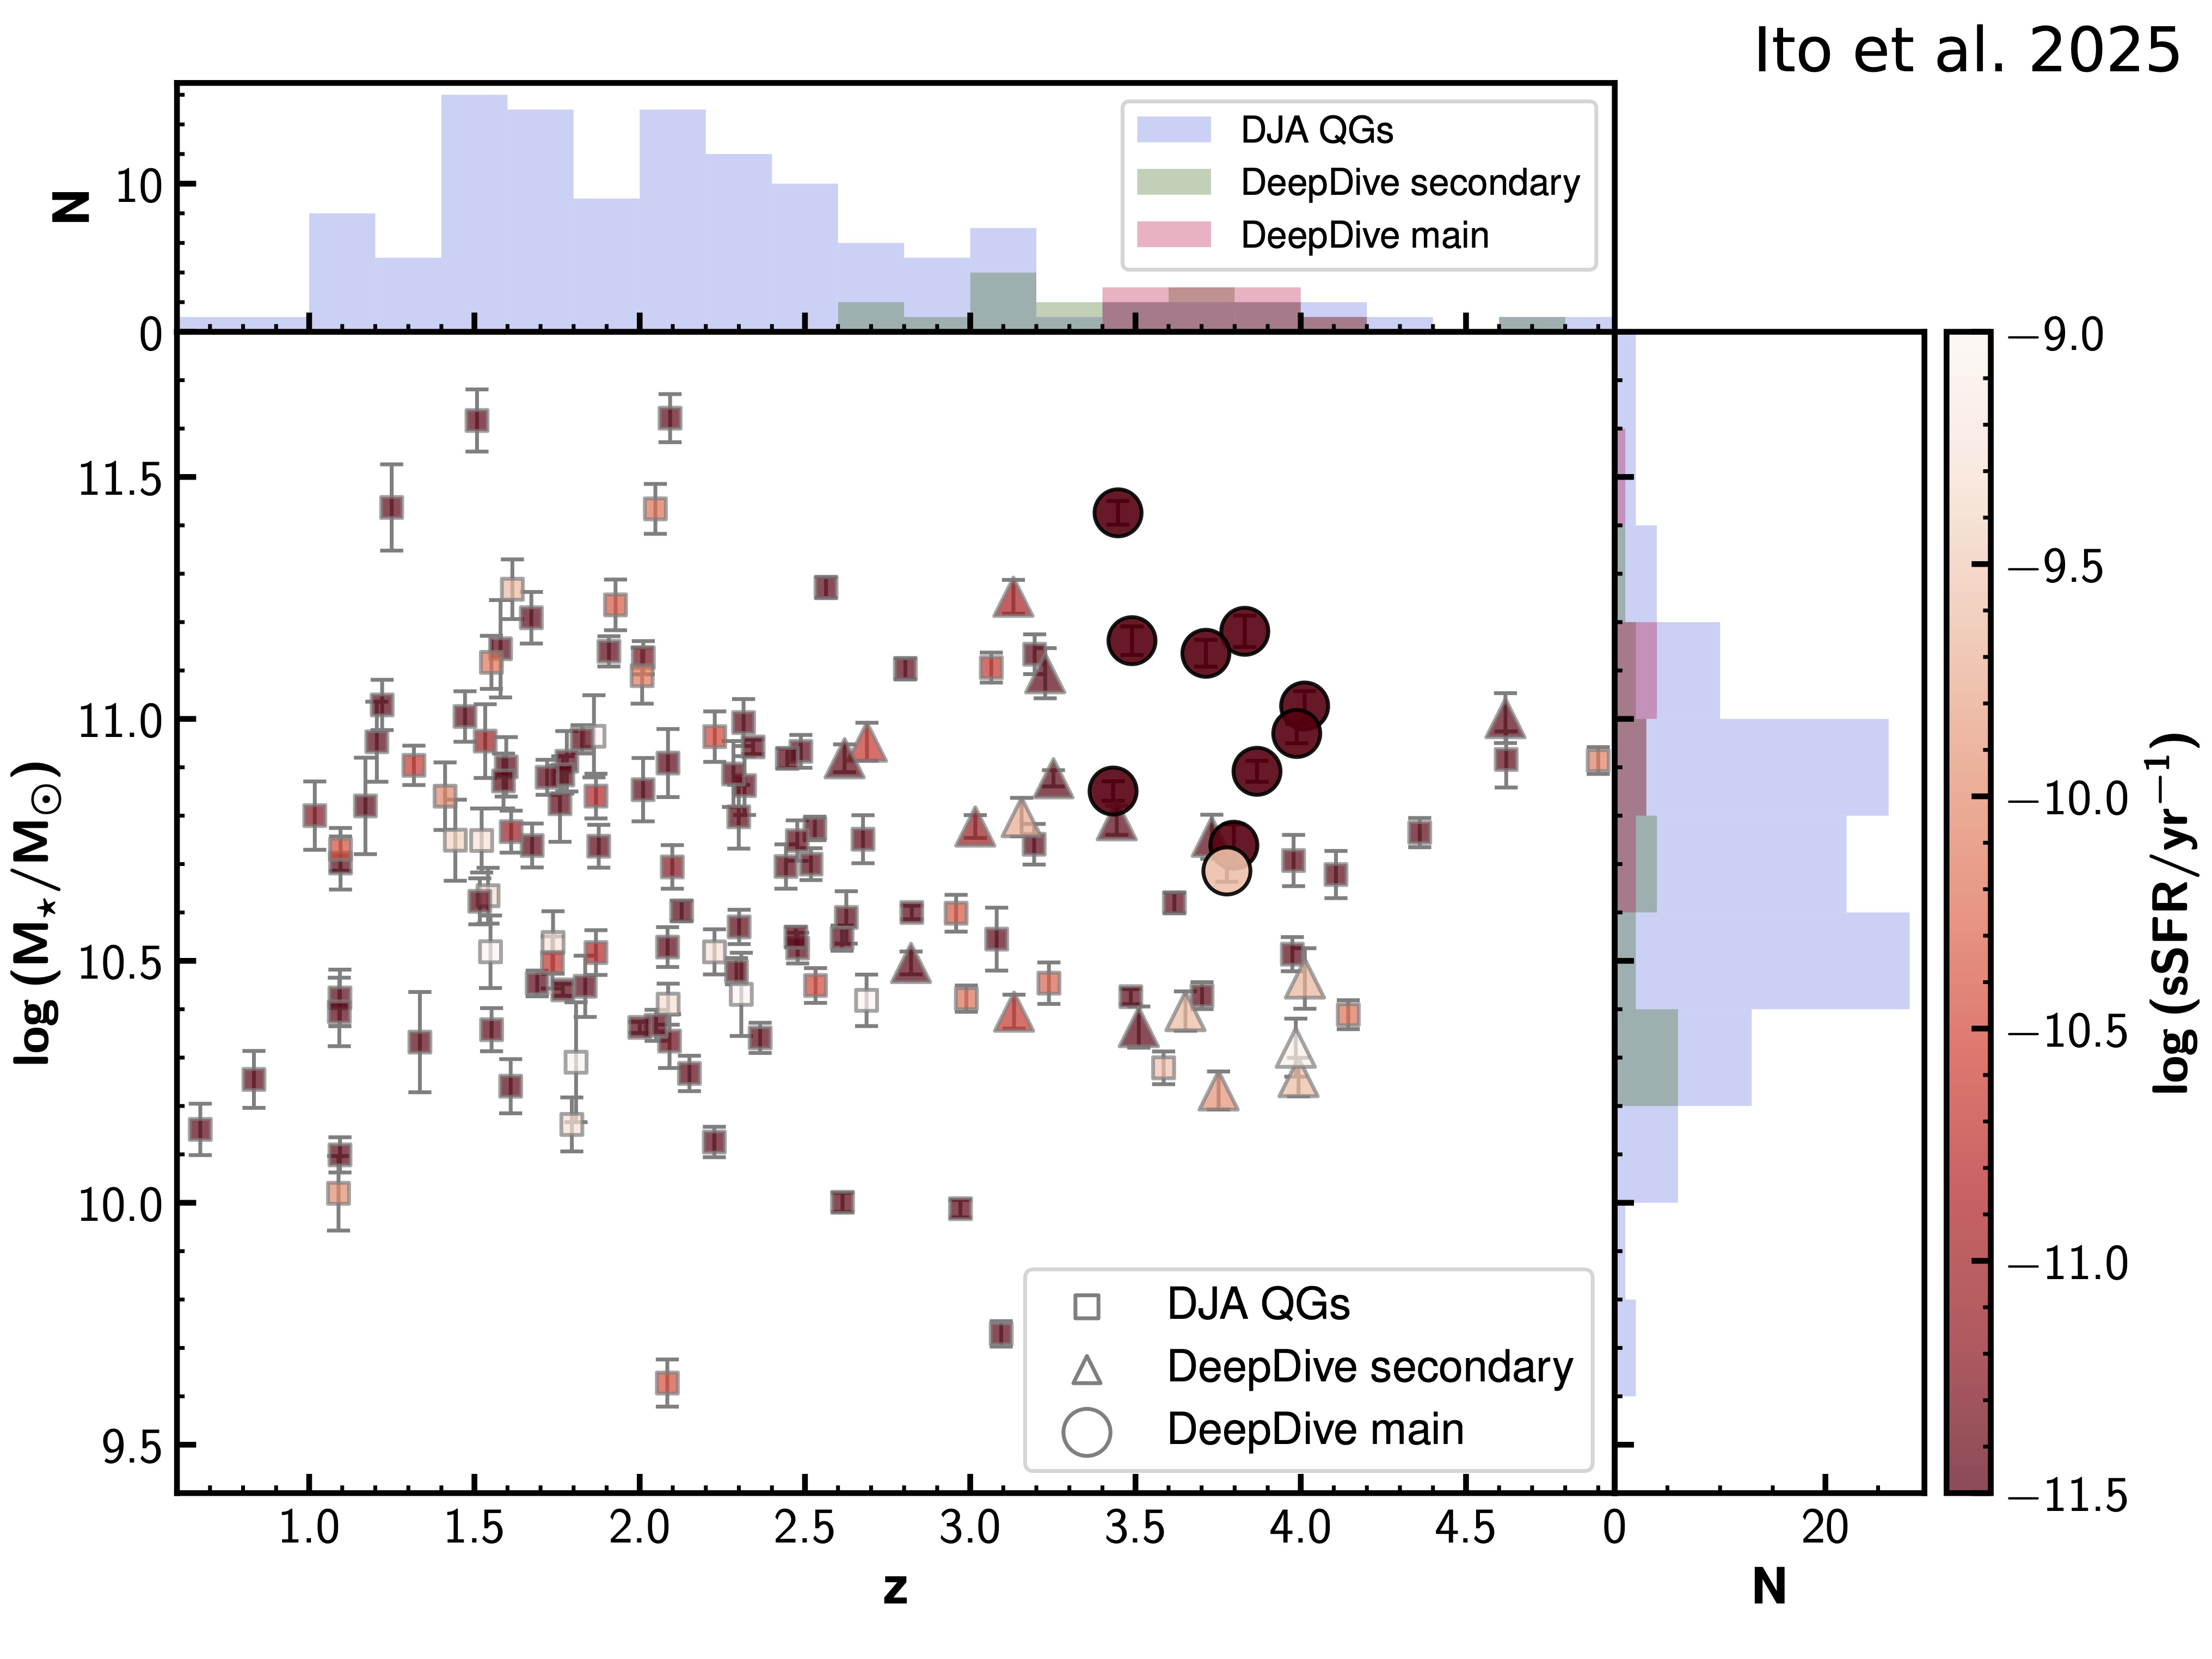 Ito et al. 2025
N
10
0
DJA QGs
DeepDive secondary
DeepDive main
log (M⋆/M⊙)
11.5
11.0
10.5
10.0
9.5
DJA QGs
DeepDive secondary
DeepDive main
1.0 1.5 2.0 2.5 3.0 3.5 4.0 4.5
z
0 20
N
−9.0
−9.5
−10.0
−10.5
−11.0
−11.5
log (sSFR/yr⁻¹)